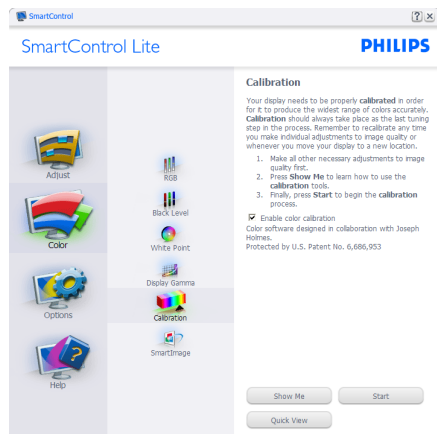 SmartControl
SmartControl Lite
PHILIPS
Adjust
Color
Options
Help
RGB
Black Level
White Point
Display Gamma
Calibration
SmartImage
Calibration
Your display needs to be properly calibrated in order
for it to produce the widest range of colors accurately.
Calibration should always take place as the last tuning
step in the process. Remember to recalibrate any time
you make individual adjustments to image quality or
whenever you move your display to a new location.
1. Make all other necessary adjustments to image
quality first.
2. Press Show Me to learn how to use the
calibration tools.
3. Finally, press Start to begin the calibration
process.
Enable color calibration
Color software designed in collaboration with Joseph
Holmes.
Protected by U.S. Patent No. 6,686,953
Show Me
Start
Quick View